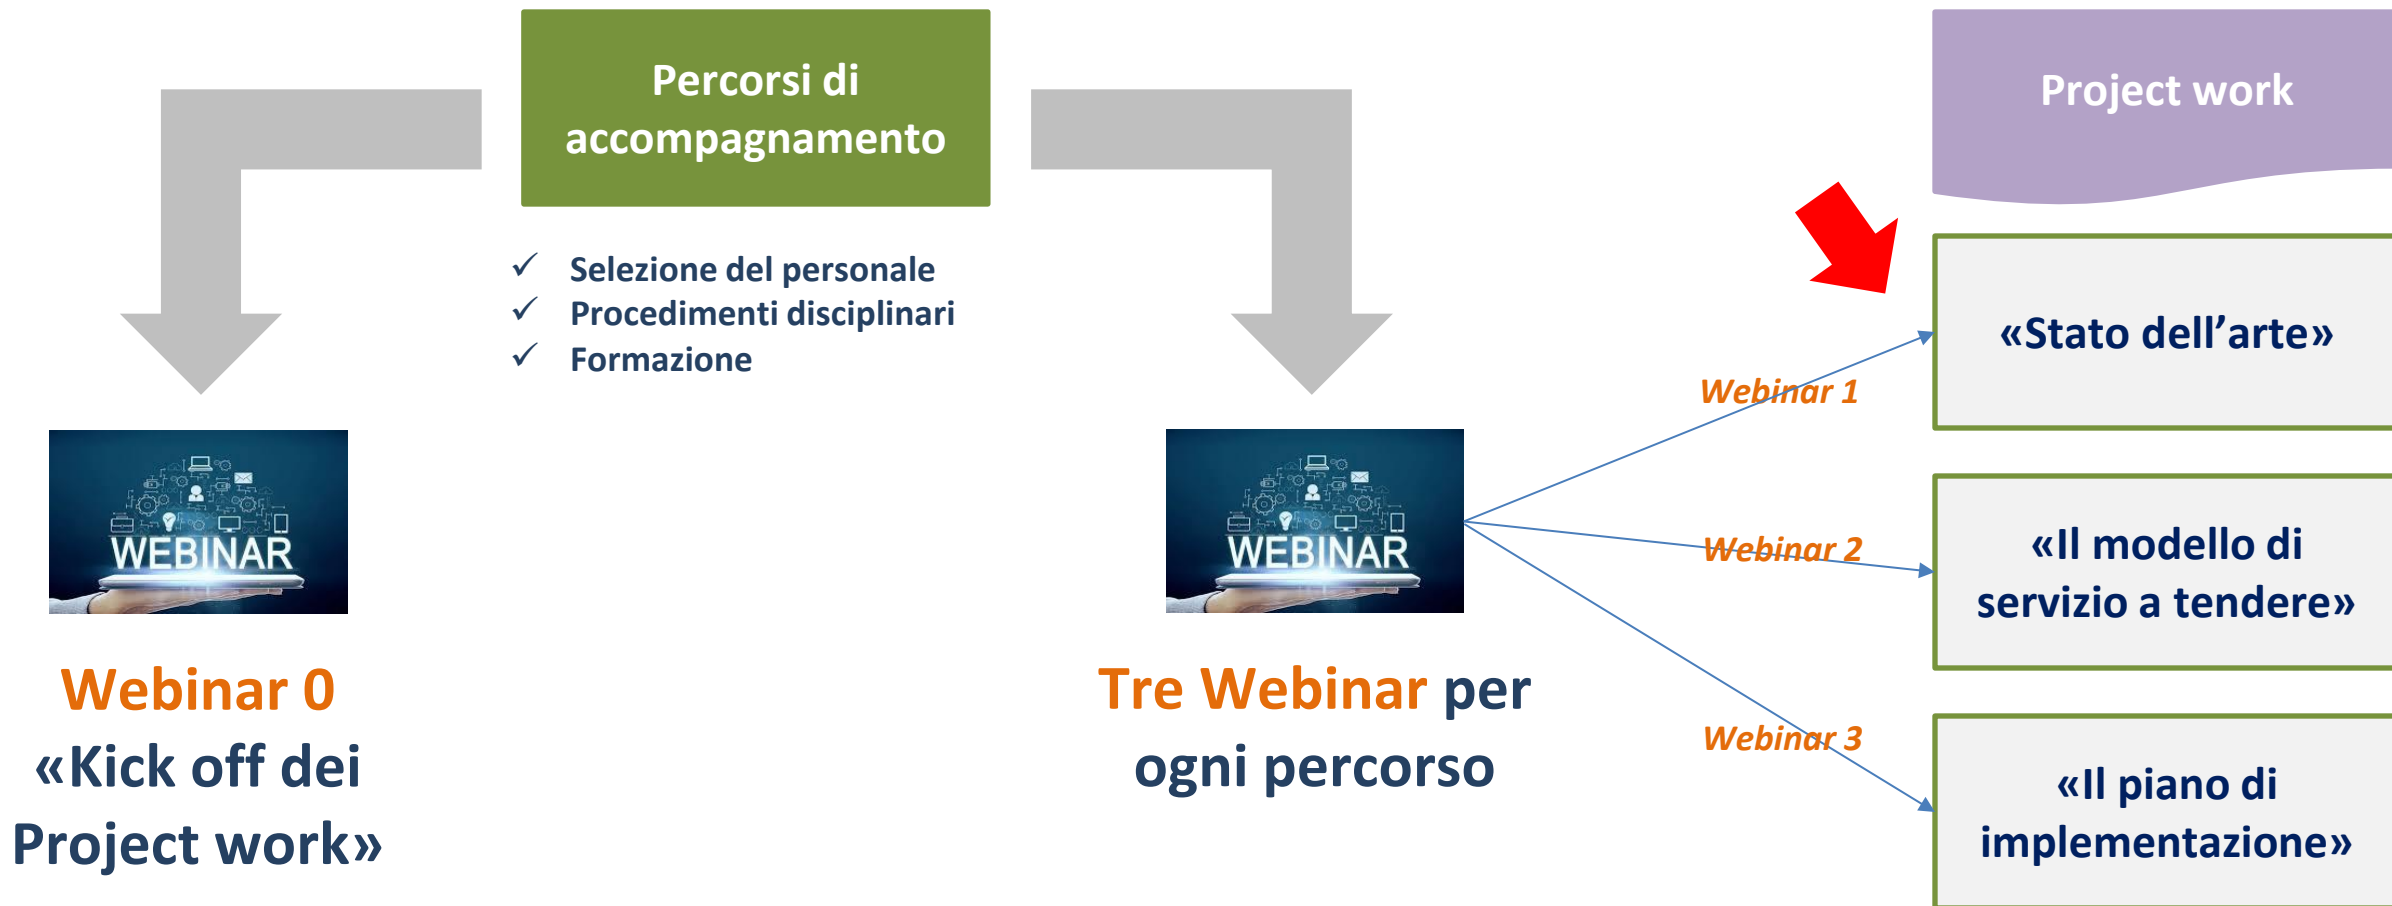 Percorsi di
accompagnamento
✓ Selezione del personale
✓ Procedimenti disciplinari
✓ Formazione
WEBINAR
Webinar 0
«Kick off dei
Project work»
WEBINAR
Tre Webinar per
ogni percorso
Webinar 1
Webinar 2
Webinar 3
Project work
«Stato dell’arte»
«Il modello di
servizio a tendere»
«Il piano di
implementazione»